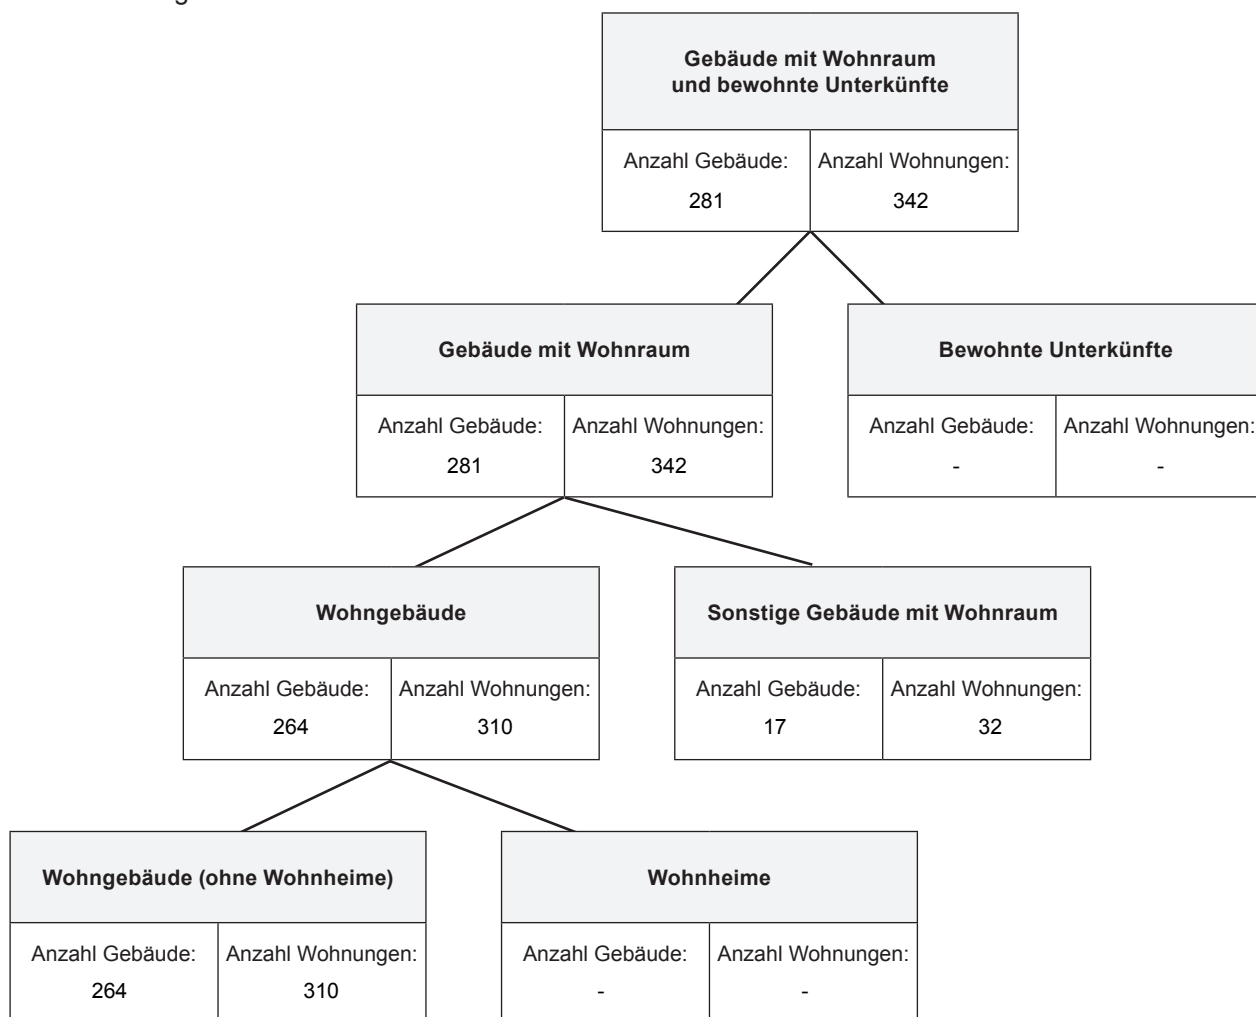 Gebäude mit Wohnraum
und bewohnte Unterkünfte
Anzahl Gebäude: Anzahl Wohnungen:
281 342
Gebäude mit Wohnraum
Anzahl Gebäude: Anzahl Wohnungen:
281 342
Bewohnte Unterkünfte
Anzahl Gebäude: Anzahl Wohnungen:
- -
Wohngebäude
Anzahl Gebäude: Anzahl Wohnungen:
264 310
Sonstige Gebäude mit Wohnraum
Anzahl Gebäude: Anzahl Wohnungen:
17 32
Wohngebäude (ohne Wohnheime)
Anzahl Gebäude: Anzahl Wohnungen:
264 310
Wohnheime
Anzahl Gebäude: Anzahl Wohnungen:
- -